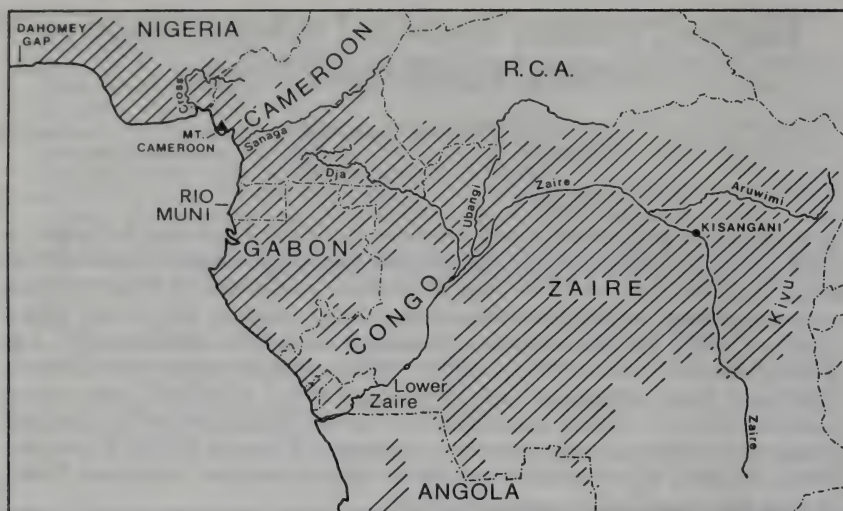 DAHOMEY
GAP
NIGERIA
CAMEROON
R.C.A.
Cross
MT.
CAMEROON
Sanaga
Dja
Ubangi
Zaire
Aruwimi
RIO
MUNI
KISANGANI
GABON
CONGO
ZAIRE
Kivu
Lower
Zaire
Zaire
ANGOLA